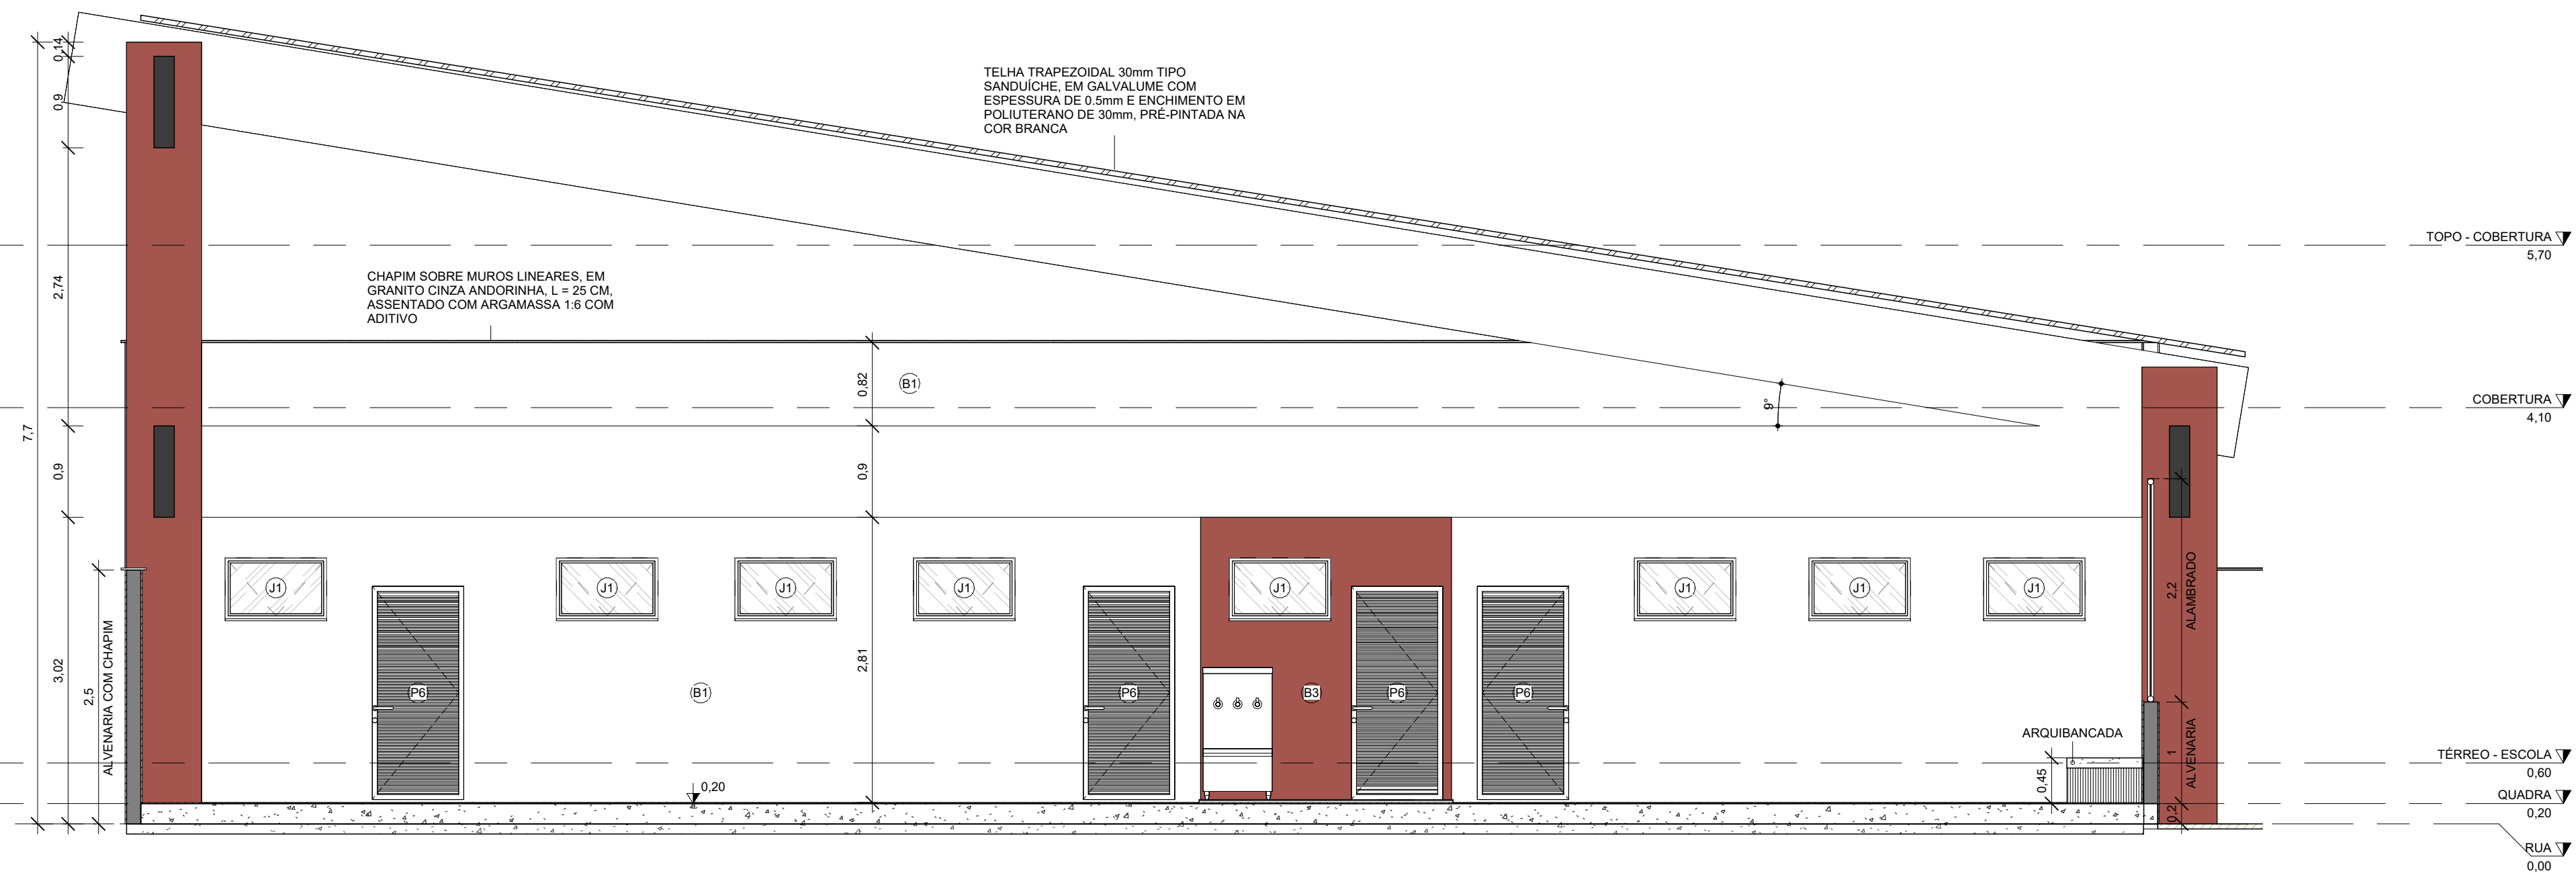 TELHA TRAPEZOIDAL 30mm TIPO
SANDUÍCHE, EM GALVALUME COM
ESPESSURA DE 0.5mm E ENCHIMENTO EM
POLIUTERANO DE 30mm, PRÉ-PINTADA NA
COR BRANCA
CHAPIM SOBRE MUROS LINEARES, EM
GRANITO CINZA ANDORINHA, L = 25 CM,
ASSENTADO COM ARGAMASSA 1:6 COM
ADITIVO
7,7
0,14
0,9
2,74
0,9
3,02
2,5
ALVENARIA COM CHAPIM
0,82
0,9
2,81
B1
9°
J1
J1
J1
J1
J1
J1
J1
J1
P6
B1
P6
B3
P6
P6
0,20
ARQUIBANCADA
0,45
2,2
ALAMBRADO
1
ALVENARIA
0,2
TOPO - COBERTURA
5,70
COBERTURA
4,10
TÉRREO - ESCOLA
0,60
QUADRA
0,20
RUA
0,00